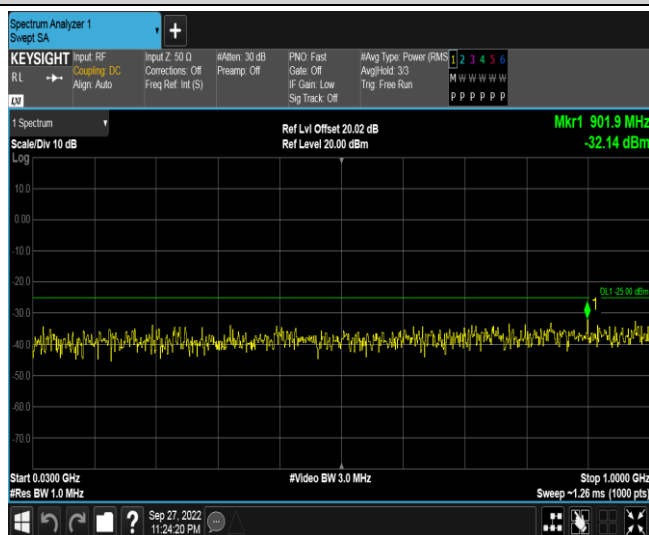 Spectrum Analyzer 1
Swept SA
+
KEYSIGHT
RL
LXI
Input: RF
Coupling: DC
Align: Auto
Input Z: 50 Ω
Corrections: Off
Freq Ref: Int (S)
#Atten: 30 dB
Preamp: Off
PNO: Fast
Gate: Off
IF Gain: Low
Sig Track: Off
#Avg Type: Power (RMS
Avg|Hold: 3/3
Trig: Free Run
1 2 3 4 5 6
M W W W W W
P P P P P P
1 Spectrum
Scale/Div 10 dB
Ref Lvl Offset 20.02 dB
Ref Level 20.00 dBm
Mkr1 901.9 MHz
-32.14 dBm
Log
10.0
0.00
-10.0
-20.0
DL1 -25.00 dBm
1
-30.0
-40.0
-50.0
-60.0
-70.0
Start 0.0300 GHz
#Res BW 1.0 MHz
#Video BW 3.0 MHz
Stop 1.0000 GHz
Sweep ~1.26 ms (1000 pts)
?
Sep 27, 2022
11:24:20 PM